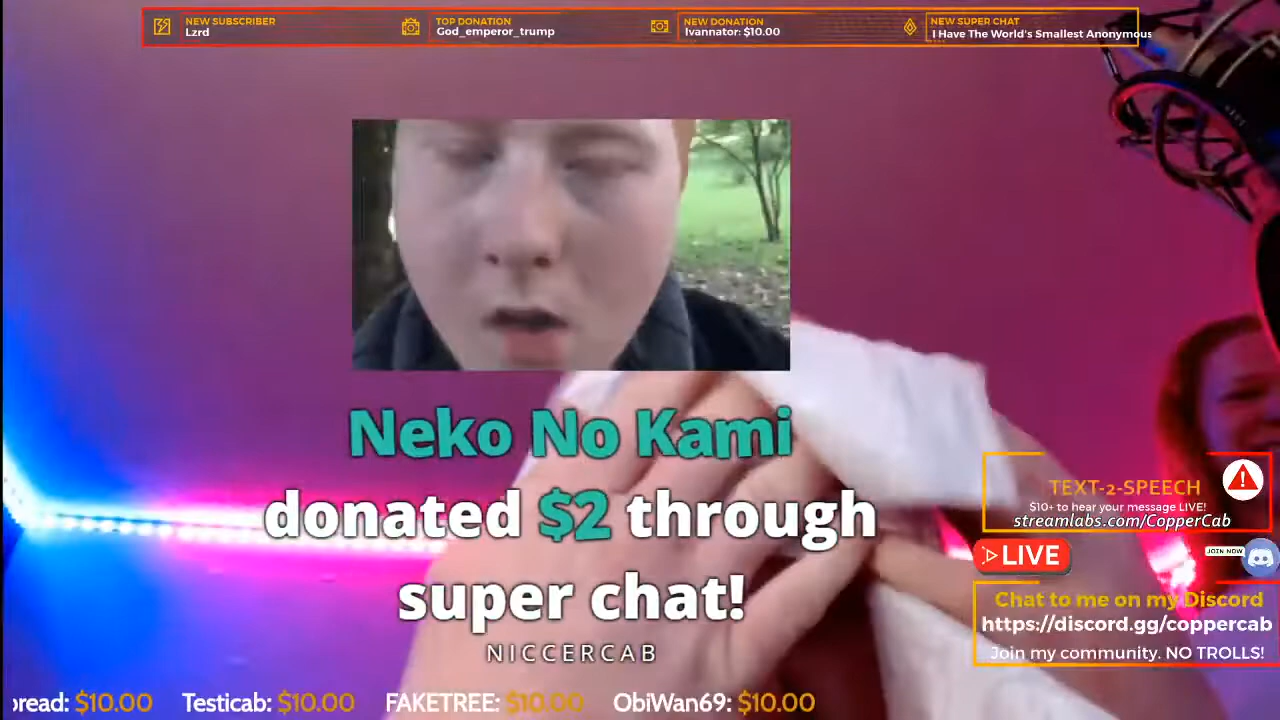 NEW SUBSCRIBER
Lzrd
TOP DONATION
God_emperor_trump
NEW DONATION
Ivannator: $10.00
NEW SUPER CHAT
I Have The World's Smallest Anonymous
Neko No Kami
donated $2 through
super chat!
NICCERCAB
TEXT-2-SPEECH
$10+ to hear your message LIVE!
streamlabs.com/CopperCab
LIVE
JOIN NOW
Chat to me on my Discord
https://discord.gg/coppercab
Join my community. NO TROLLS!
oread: $10.00 Testicab: $10.00 FAKETREE: $10.00 ObiWan69: $10.00